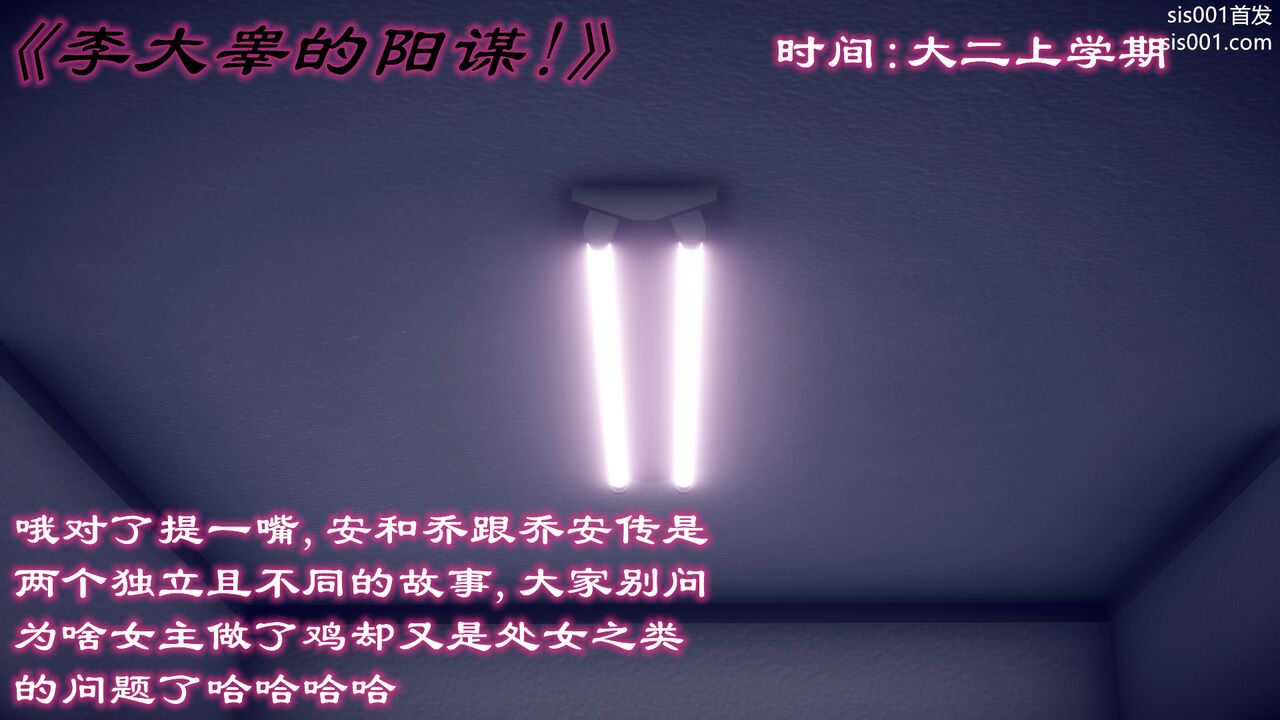 sis001首发
《李大睾的阳谋!》
时间:大二上学期
sis001.com
哦对了提一嘴,安和乔跟乔安传是
两个独立且不同的故事,大家别问
为啥女主做了鸡却又是处女之类
的问题了哈哈哈哈